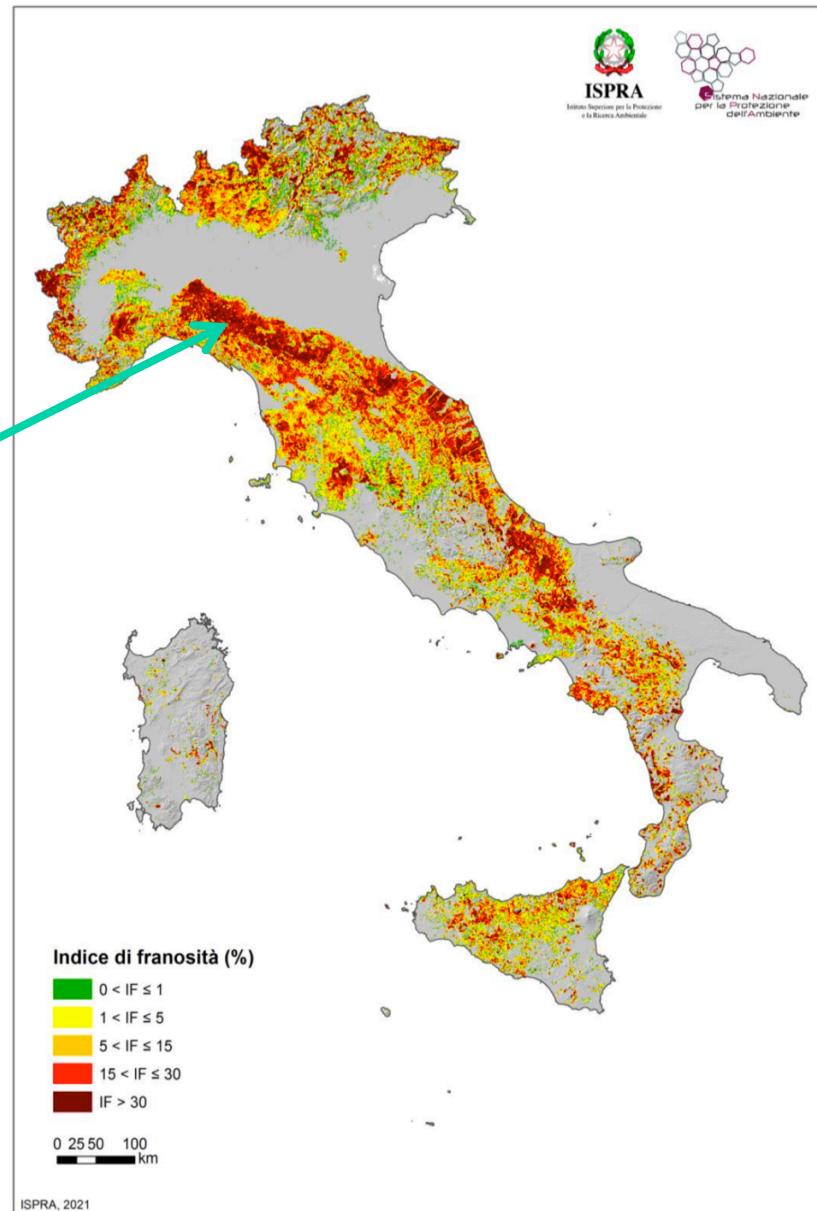 ISPRA
Istituto Superiore per la Protezione
e la Ricerca Ambientale
Sistema Nazionale
per la Protezione
dell'Ambiente
Indice di franosità (%)
0 < IF ≤ 1
1 < IF ≤ 5
5 < IF ≤ 15
15 < IF ≤ 30
IF > 30
0 25 50 100
km
ISPRA, 2021